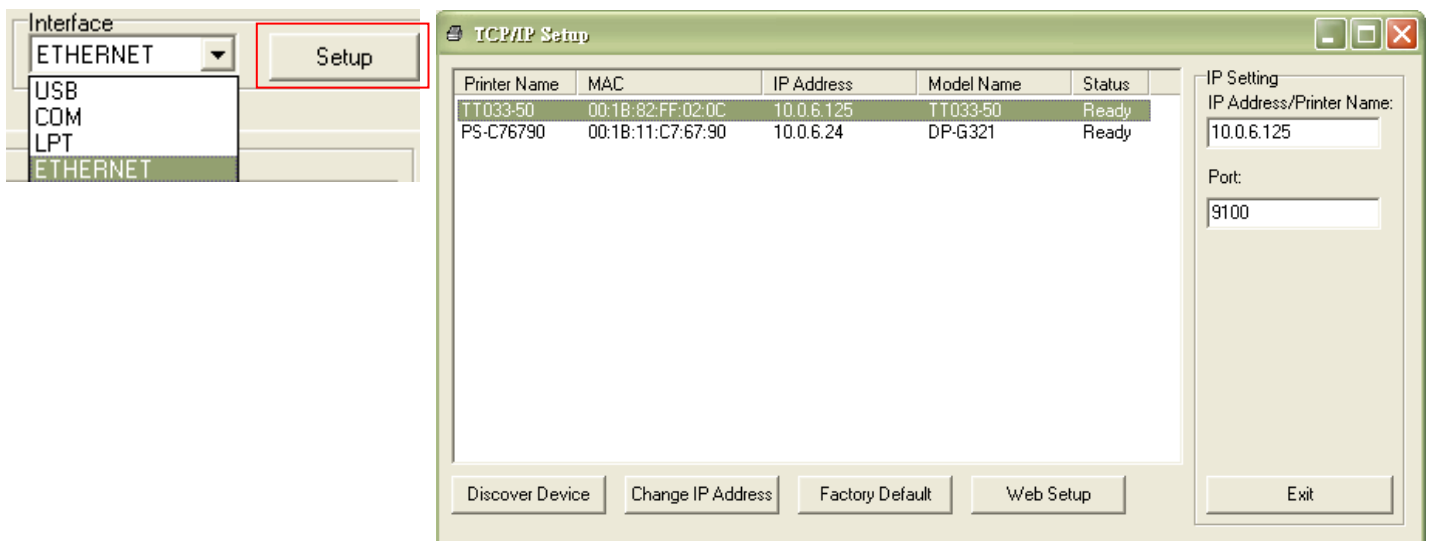 Interface
ETHERNET
Setup
USB
COM
LPT
ETHERNET
TCP/IP Setup
Printer Name MAC IP Address Model Name Status
TT033-50 00:1B:82:FF:02:0C 10.0.6.125 TT033-50 Ready
PS-C76790 00:1B:11:C7:67:90 10.0.6.24 DP-G321 Ready
IP Setting
IP Address/Printer Name:
10.0.6.125
Port:
9100
Discover Device Change IP Address Factory Default Web Setup Exit